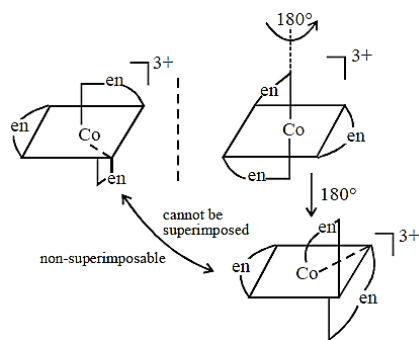 180°
3+
3+
en
en
en
Co
en
Co
en
en
180°
cannot be
superimposed
3+
non-superimposable
en
en
Co
en